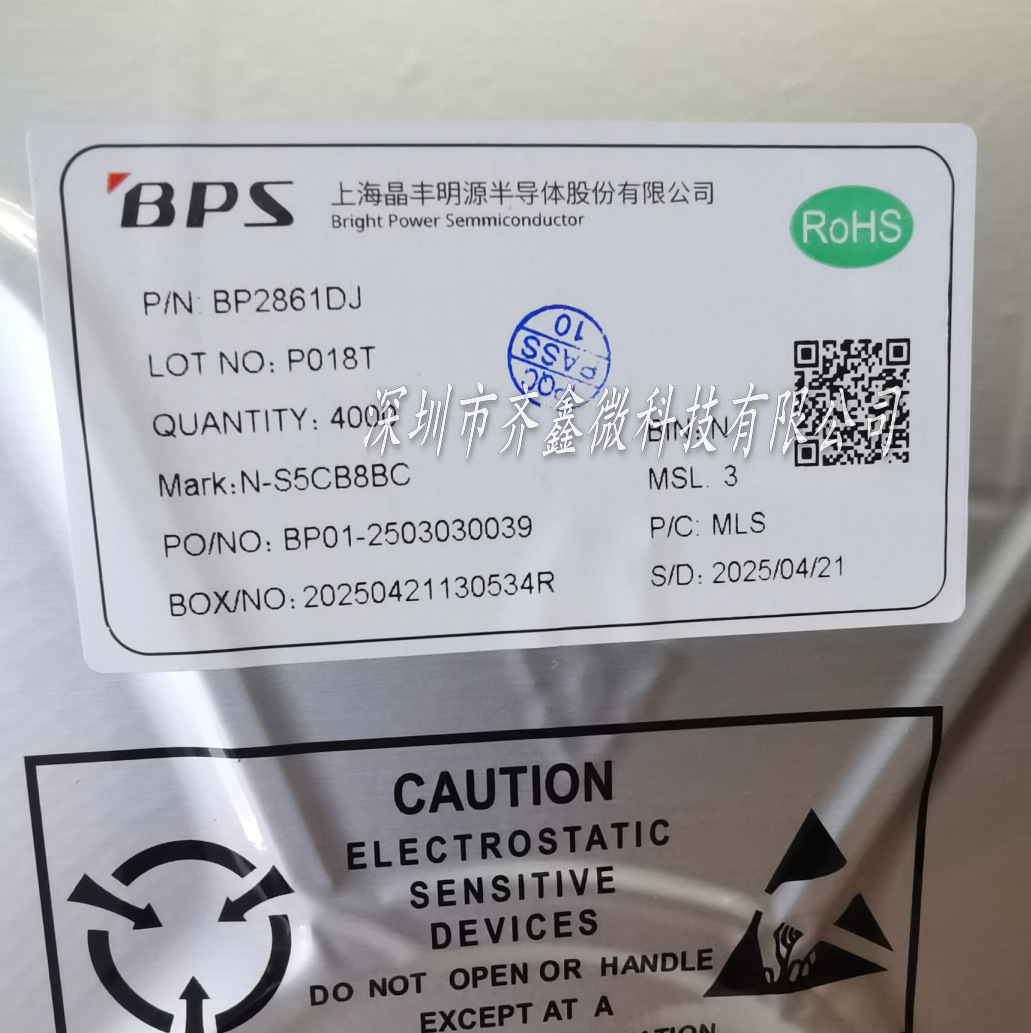 BPS
上海晶丰明源半导体股份有限公司
Bright Power Semmiconductor
RoHS
P/N: BP2861DJ
LOT NO: P018T
10
PASS
QC
QUANTITY: 4000
深圳市齐鑫微科技有限公司
BIN: N
Mark:N-S5CB8BC
MSL: 3
PO/NO: BP01-2503030039
P/C: MLS
BOX/NO: 20250421130534R
S/D: 2025/04/21
CAUTION
ELECTROSTATIC
SENSITIVE
DEVICES
DO NOT OPEN OR HANDLE
EXCEPT AT A